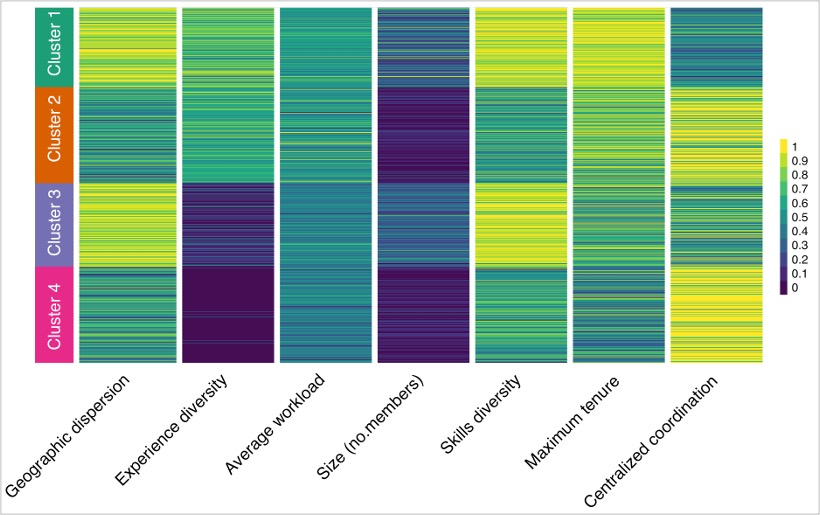 Cluster 1
Cluster 2
Cluster 3
Cluster 4
1
0.9
0.8
0.7
0.6
0.5
0.4
0.3
0.2
0.1
0
Geographic dispersion
Experience diversity
Average workload
Size (no.members)
Skills diversity
Maximum tenure
Centralized coordination